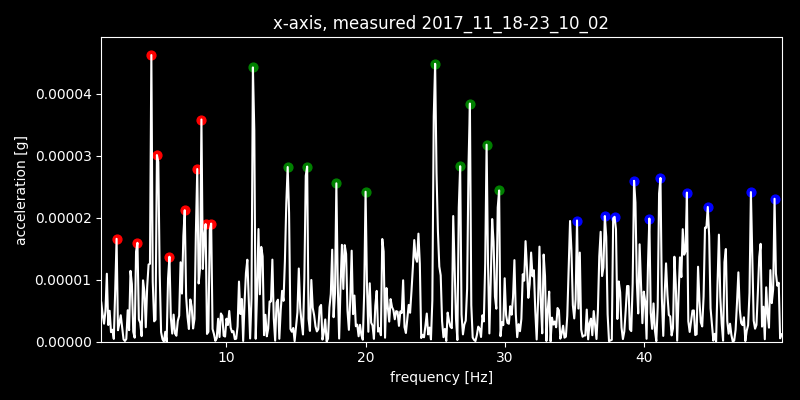 x-axis, measured 2017_11_18-23_10_02
acceleration [g]
0.00004
0.00003
0.00002
0.00001
0.00000
10 20 30 40
frequency [Hz]